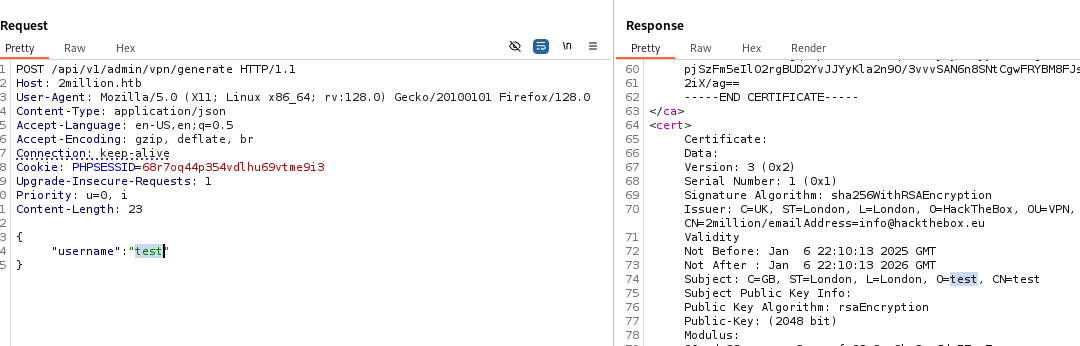 Request
Pretty Raw Hex
\n
1 POST /api/v1/admin/vpn/generate HTTP/1.1
2 Host: 2million.htb
3 User-Agent: Mozilla/5.0 (X11; Linux x86_64; rv:128.0) Gecko/20100101 Firefox/128.0
4 Content-Type: application/json
5 Accept-Language: en-US,en;q=0.5
6 Accept-Encoding: gzip, deflate, br
7 Connection: keep-alive
8 Cookie: PHPSESSID=68r7oq44p354vdlhu69vtme9i3
9 Upgrade-Insecure-Requests: 1
0 Priority: u=0, i
1 Content-Length: 23
2
3 {
4 "username":"test"
5 }
Response
Pretty Raw Hex Render
60 pjSzFm5eIlO2rgBUD2YvJJYyKla2n9O/3vvvSAN6n8SNtCgwFRYBM8FJs
61 2iX/ag==
62 -----END CERTIFICATE-----
63 </ca>
64 <cert>
65 Certificate:
66 Data:
67 Version: 3 (0x2)
68 Serial Number: 1 (0x1)
69 Signature Algorithm: sha256WithRSAEncryption
70 Issuer: C=UK, ST=London, L=London, O=HackTheBox, OU=VPN,
CN=2million/emailAddress=info@hackthebox.eu
71 Validity
72 Not Before: Jan 6 22:10:13 2025 GMT
73 Not After : Jan 6 22:10:13 2026 GMT
74 Subject: C=GB, ST=London, L=London, O=test, CN=test
75 Subject Public Key Info:
76 Public Key Algorithm: rsaEncryption
77 Public-Key: (2048 bit)
78 Modulus: